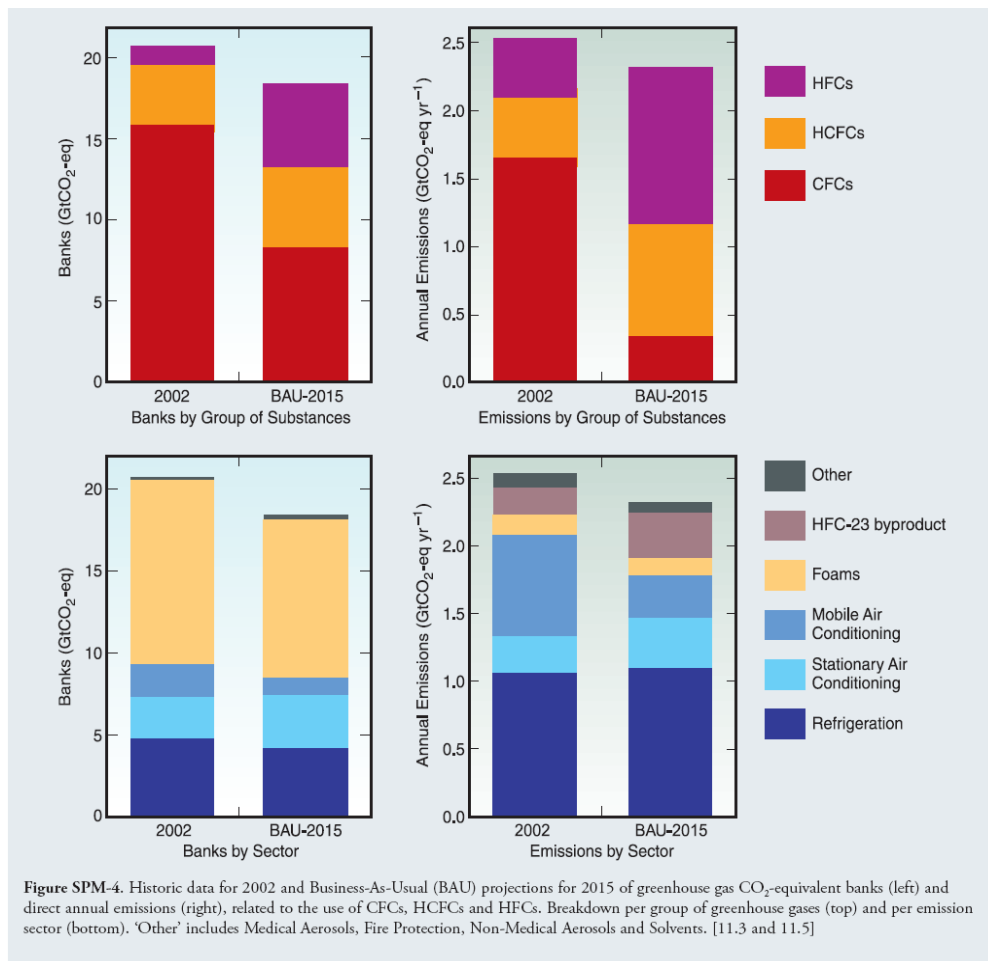 Banks (GtCO2-eq)
20
15
10
5
0
2002
BAU-2015
Banks by Group of Substances
Annual Emissions (GtCO2-eq yr−1)
2.5
2.0
1.5
1.0
0.5
0.0
2002
BAU-2015
Emissions by Group of Substances
HFCs
HCFCs
CFCs
Banks (GtCO2-eq)
20
15
10
5
0
2002
BAU-2015
Banks by Sector
Annual Emissions (GtCO2-eq yr−1)
2.5
2.0
1.5
1.0
0.5
0.0
2002
BAU-2015
Emissions by Sector
Other
HFC-23 byproduct
Foams
Mobile Air
Conditioning
Stationary Air
Conditioning
Refrigeration
Figure SPM-4. Historic data for 2002 and Business-As-Usual (BAU) projections for 2015 of greenhouse gas CO2-equivalent banks (left) and
direct annual emissions (right), related to the use of CFCs, HCFCs and HFCs. Breakdown per group of greenhouse gases (top) and per emission
sector (bottom). ‘Other’ includes Medical Aerosols, Fire Protection, Non-Medical Aerosols and Solvents. [11.3 and 11.5]